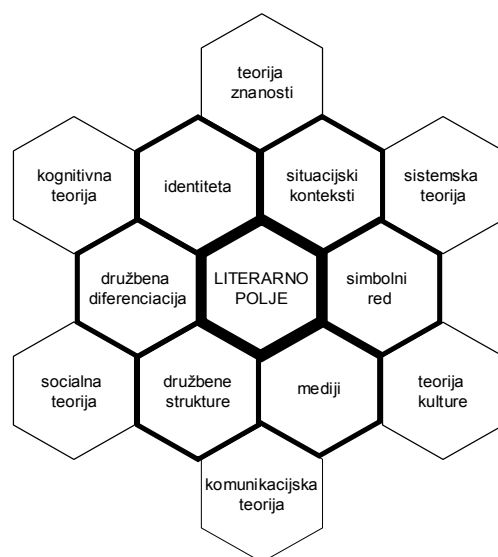 teorija
znanosti
kognitivna
teorija
identiteta
situacijski
konteksti
sistemska
teorija
družbena
diferenciacija
LITERARNO
POLJE
simbolni
red
socialna
teorija
družbene
strukture
mediji
teorija
kulture
komunikacijska
teorija